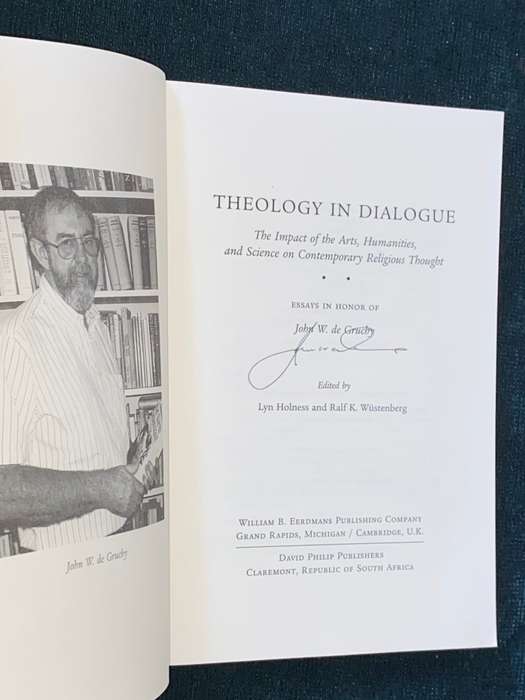 John W. de Gruchy
THEOLOGY IN DIALOGUE
The Impact of the Arts, Humanities,
and Science on Contemporary Religious Thought
• •
ESSAYS IN HONOR OF
John W. de Gruchy
Edited by
Lyn Holness and Ralf K. Wüstenberg
WILLIAM B. EERDMANS PUBLISHING COMPANY
GRAND RAPIDS, MICHIGAN / CAMBRIDGE, U.K.
DAVID PHILIP PUBLISHERS
CLAREMONT, REPUBLIC OF SOUTH AFRICA